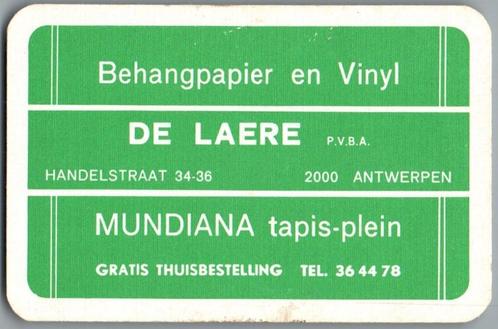 Behangpapier en Vinyl
DE LAERE P.V.B.A.
HANDELSTRAAT 34-36 2000 ANTWERPEN
MUNDIANA tapis-plein
GRATIS THUISBESTELLING TEL. 36 44 78